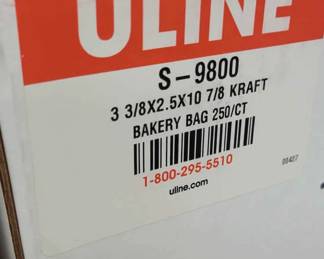 ULINE
S-9800
3 3/8X2.5X10 7/8 KRAFT
BAKERY BAG 250/CT
1-800-295-5510
uline.com